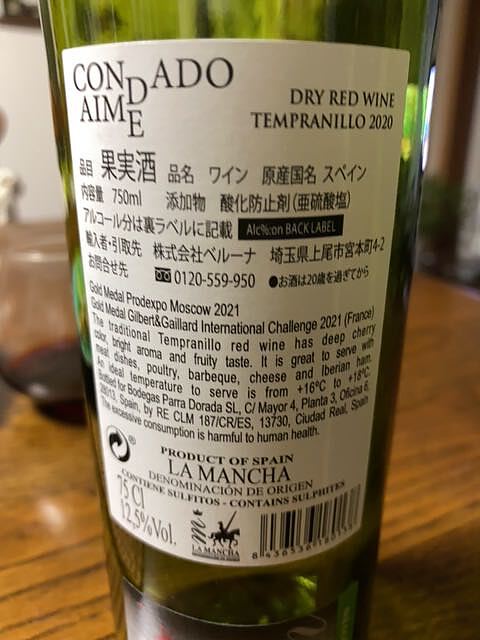 CONDADO
AIMDE
DRY RED WINE
TEMPRANILLO 2020
品目 果実酒 品名 ワイン 原産国名 スペイン
内容量 750ml 添加物 酸化防止剤(亜硫酸塩)
アルコール分は裏ラベルに記載 Alc%:on BACK LABEL
輸入者・引取先 株式会社ベルーナ 埼玉県上尾市宮本町4-2
お問合せ先 0120-559-950 ●お酒は20歳を過ぎてから
Gold Medal Prodexpo Moscow 2021
Gold Medal Gilbert&Gaillard International Challenge 2021 (France)
The traditional Tempranillo red wine has deep cherry
color, bright aroma and fruity taste. It is great to serve with
meat dishes, poultry, barbeque, cheese and Iberian ham.
An ideal temperature to serve is from +16°C to +18°C.
Bottled for Bodegas Parra Dorada SL, C/ Mayor 4, Planta 3, Oficina 6,
28013, Spain, by RE CLM 187/CR/ES, 13730, Ciudad Real, Spain
The excessive consumption is harmful to human health.
PRODUCT OF SPAIN
LA MANCHA
DENOMINACIÓN DE ORIGEN
CONTIENE SULFITOS - CONTAINS SULPHITES
75 Cl
12,5% Vol.
LA MANCHA